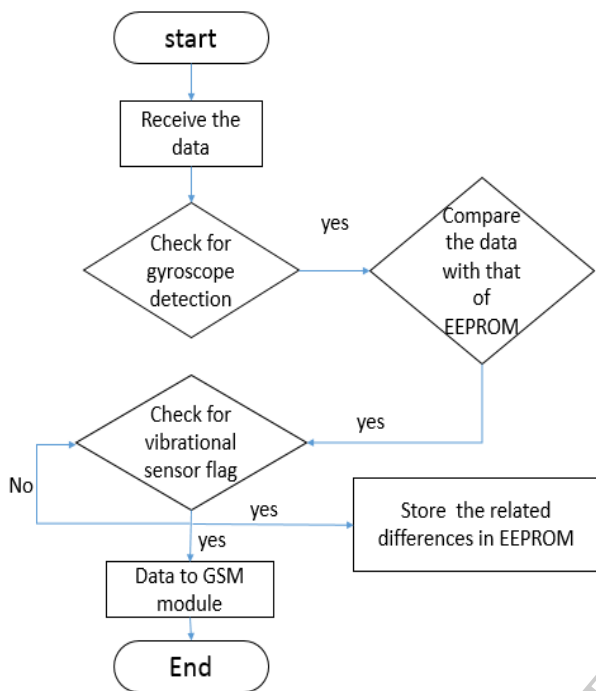 start
Receive the
data
Check for
gyroscope
detection
yes
Compare
the data
with that
of
EEPROM
yes
Check for
vibrational
sensor flag
No
yes
Store the related
differences in EEPROM
yes
Data to GSM
module
End